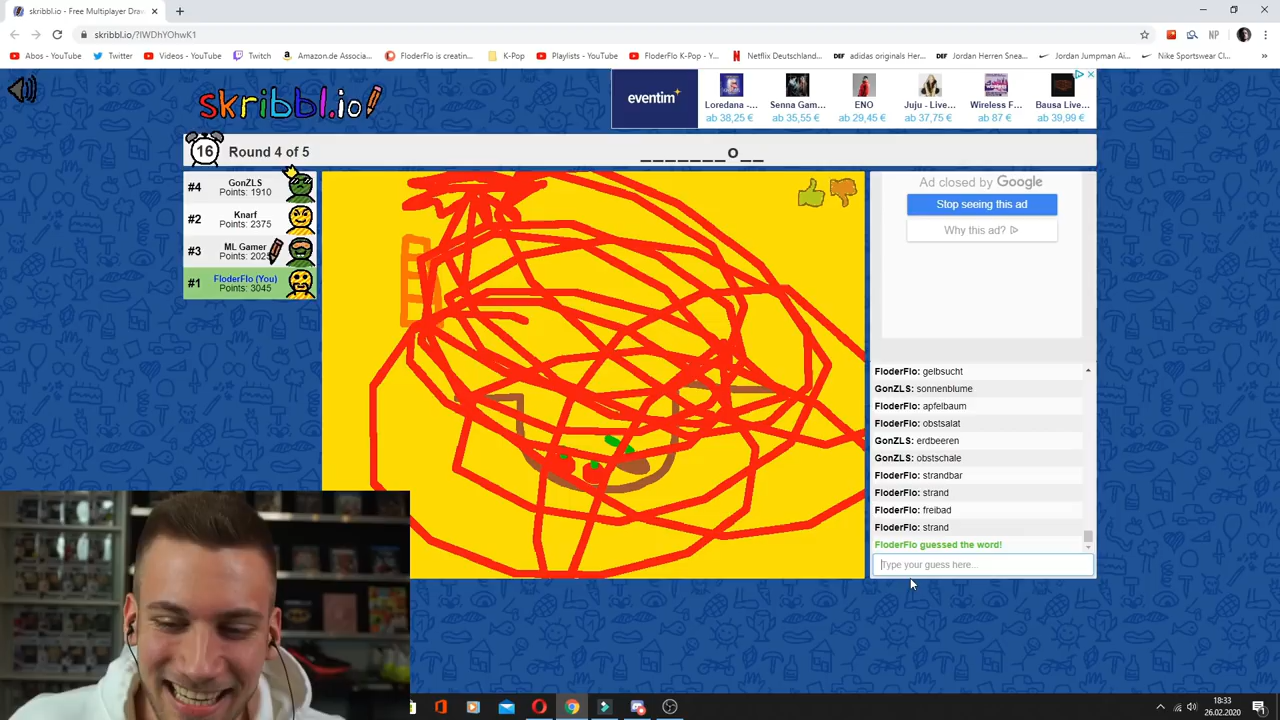 skribbl.io - Free Multiplayer Draw
skribbl.io/?IWDHYOhwK1
Abos - YouTube
Twitter
Videos - YouTube
Twitch
Amazon.de Associa...
FloderFlo is creatin...
K-Pop
Playlists - YouTube
FloderFlo K-Pop - Y...
Netflix Deutschland...
DEF adidas originals Her...
DEF Jordan Herren Snea...
Jordan Jumpman Ai...
Nike Sportswear Cl...
skribbl.io
eventim
Loredana -...
ab 38,25 €
Senna Gam...
ab 35,55 €
ENO
ab 29,45 €
Juju - Live...
ab 37,75 €
Wireless F...
ab 87 €
Bausa Live...
ab 39,99 €
16
Round 4 of 5
_______o__
#4
GonZLS
Points: 1910
#2
Knarf
Points: 2375
#3
ML Gamer
Points: 2025
#1
FloderFlo (You)
Points: 3045
Ad closed by Google
Stop seeing this ad
Why this ad?
FloderFlo: gelbsucht
GonZLS: sonnenblume
FloderFlo: apfelbaum
FloderFlo: obstsalat
GonZLS: erdbeeren
GonZLS: obstschale
FloderFlo: strandbar
FloderFlo: strand
FloderFlo: freibad
FloderFlo: strand
FloderFlo guessed the word!
Type your guess here...
18:33
26.02.2020